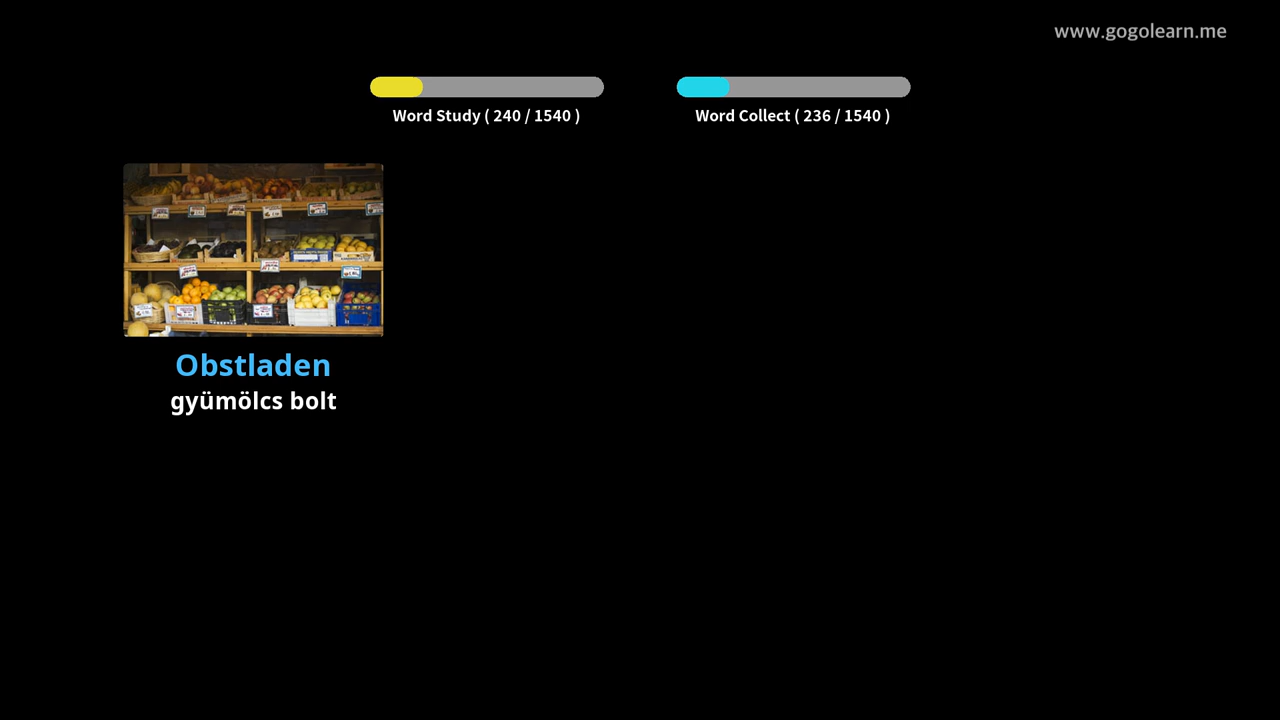 www.gogolearn.me
Word Study ( 240 / 1540 )
Word Collect ( 236 / 1540 )
Obstladen
gyümölcs bolt